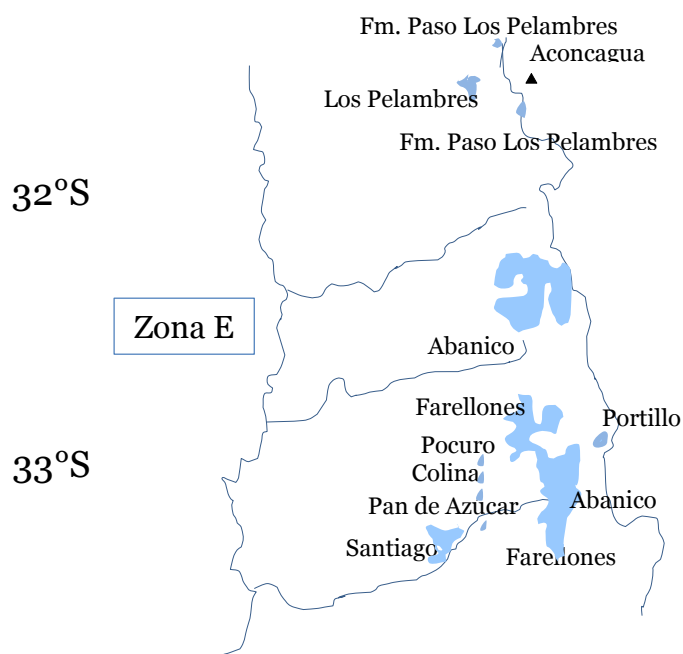 Fm. Paso Los Pelambres
Aconcagua
Los Pelambres
Fm. Paso Los Pelambres
32°S
Zona E
Abanico
Farellones
Portillo
Pocuro
33°S
Colina
Abanico
Pan de Azúcar
Santiago
Farellones